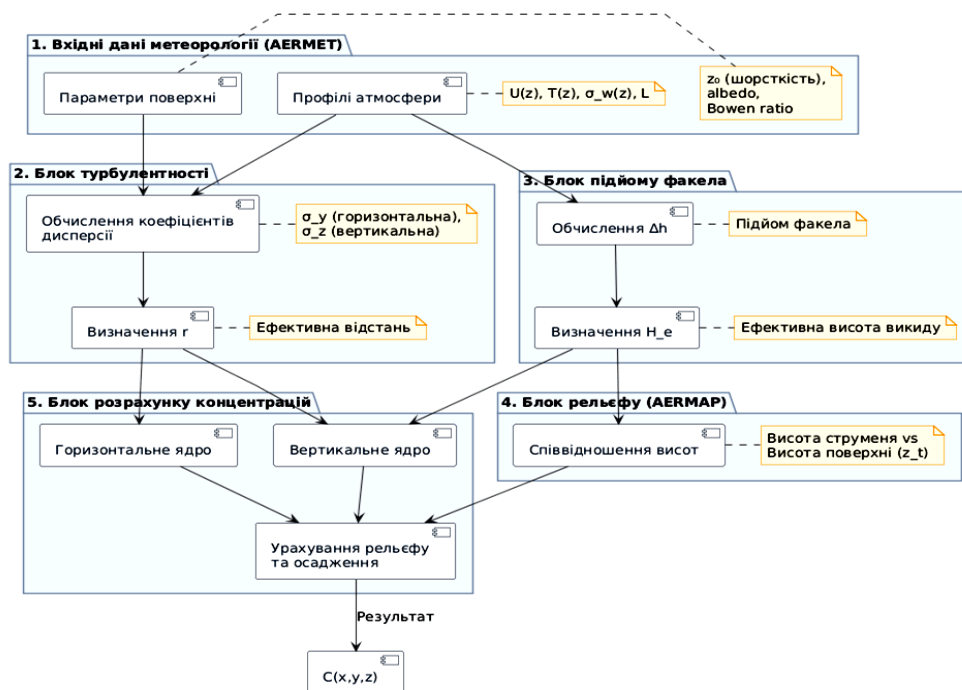 1. Вхідні дані метеорології (AERMET)
Параметри поверхні
Профілі атмосфери
U(z), T(z), σ_w(z), L
z₀ (шорсткість),
albedo,
Bowen ratio
2. Блок турбулентності
Обчислення коефіцієнтів
дисперсії
σ_y (горизонтальна),
σ_z (вертикальна)
Визначення r
Ефективна відстань
3. Блок підйому факела
Обчислення Δh
Підйом факела
Визначення H_e
Ефективна висота викиду
5. Блок розрахунку концентрацій
Горизонтальне ядро
Вертикальне ядро
4. Блок рельєфу (AERMAP)
Співвідношення висот
Висота струменя vs
Висота поверхні (z_t)
Урахування рельєфу
та осадження
Результат
C(x,y,z)